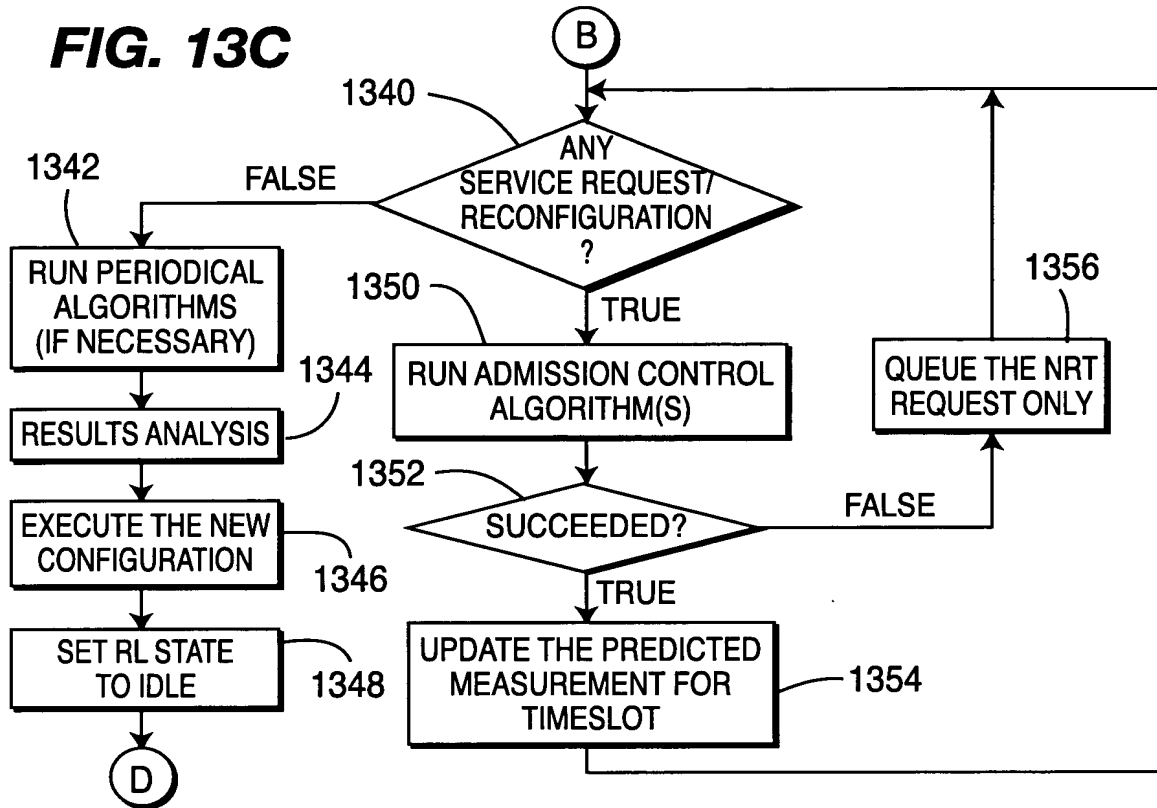 FIG. 13C
B
1340
ANY
SERVICE REQUEST/
RECONFIGURATION
?
FALSE
1342
RUN PERIODICAL
ALGORITHMS
(IF NECESSARY)
1344
RESULTS ANALYSIS
EXECUTE THE NEW
CONFIGURATION
1346
SET RL STATE
TO IDLE
1348
D
TRUE
1350
RUN ADMISSION CONTROL
ALGORITHM(S)
1352
SUCCEEDED?
FALSE
1356
QUEUE THE NRT
REQUEST ONLY
TRUE
UPDATE THE PREDICTED
MEASUREMENT FOR
TIMESLOT
1354